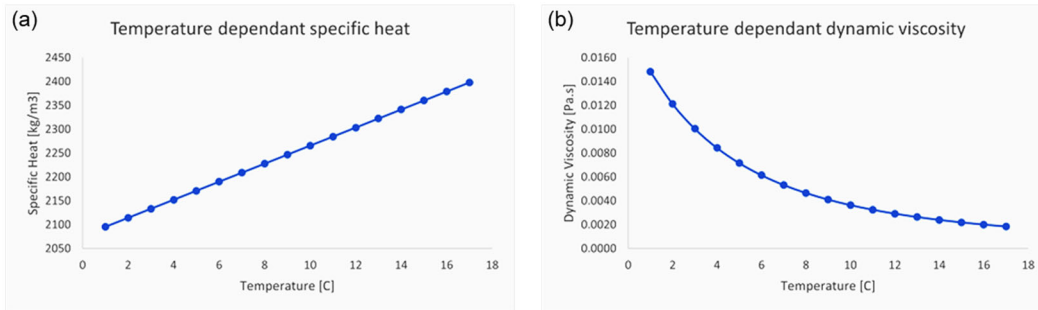 (a)
Temperature dependant specific heat
2450
2400
2350
2300
2250
2200
2150
2100
2050
Specific Heat [kg/m3]
0 2 4 6 8 10 12 14 16 18
Temperature [C]
(b)
Temperature dependant dynamic viscosity
0.0160
0.0140
0.0120
0.0100
0.0080
0.0060
0.0040
0.0020
0.0000
Dynamic Viscosity [Pa.s]
0 2 4 6 8 10 12 14 16 18
Temperature [C]